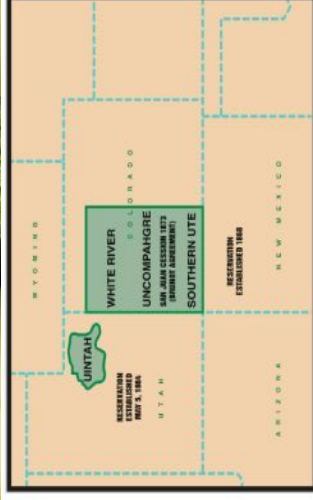 WYOMING
UINTAH
RESERVATION
ESTABLISHED
MAY 5, 1864
UTAH
COLORADO
WHITE RIVER
UNCOMPAHGRE
SAN JUAN CESSION 1873
(BRUNOT AGREEMENT)
SOUTHERN UTE
RESERVATION
ESTABLISHED 1868
ARIZONA
NEW MEXICO